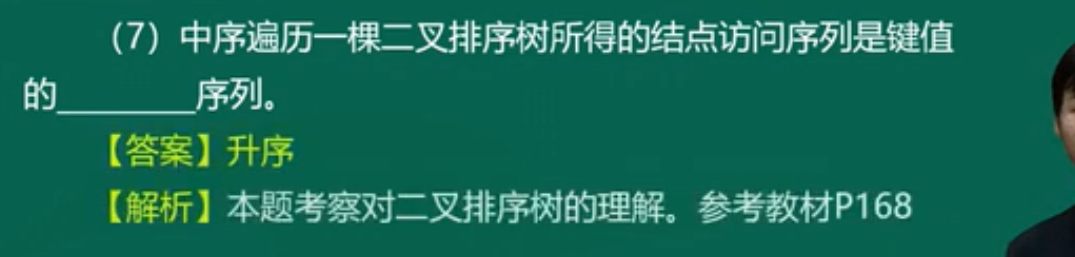 （7）中序遍历一棵二叉排序树所得的结点访问序列是键值
的________序列。
【答案】升序
【解析】本题考察对二叉排序树的理解。参考教材P168